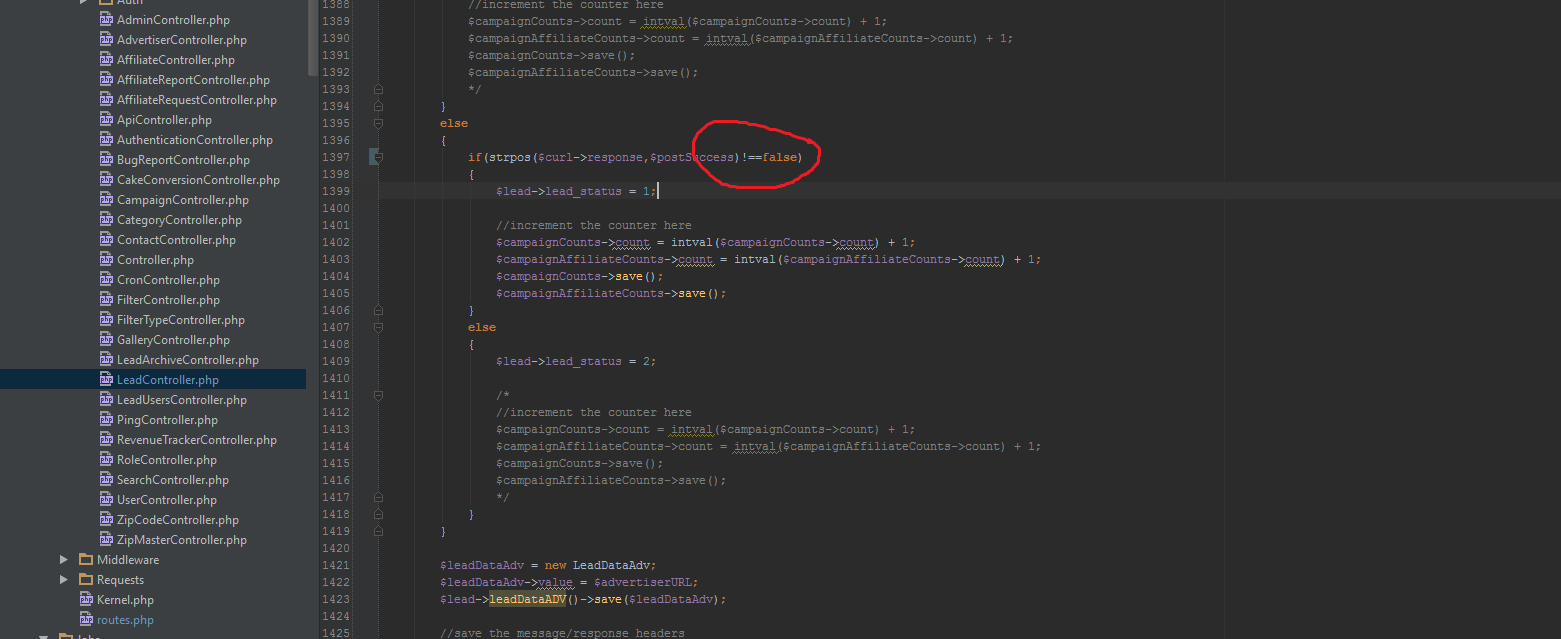 Auth
AdminController.php
AdvertiserController.php
AffiliateController.php
AffiliateReportController.php
AffiliateRequestController.php
ApiController.php
AuthenticationController.php
BugReportController.php
CakeConversionController.php
CampaignController.php
CategoryController.php
ContactController.php
Controller.php
CronController.php
FilterController.php
FilterTypeController.php
GalleryController.php
LeadArchiveController.php
LeadController.php
LeadUsersController.php
PingController.php
RevenueTrackerController.php
RoleController.php
SearchController.php
UserController.php
ZipCodeController.php
ZipMasterController.php
Middleware
Requests
Kernel.php
routes.php
Jobs
1388 //increment the counter here
1389 $campaignCounts->count = intval($campaignCounts->count) + 1;
1390 $campaignAffiliateCounts->count = intval($campaignAffiliateCounts->count) + 1;
1391 $campaignCounts->save();
1392 $campaignAffiliateCounts->save();
1393 */
1394 }
1395 else
1396 {
1397 if(strpos($curl->response,$postSuccess)!==false)
1398 {
1399 $lead->lead_status = 1;
1400
1401 //increment the counter here
1402 $campaignCounts->count = intval($campaignCounts->count) + 1;
1403 $campaignAffiliateCounts->count = intval($campaignAffiliateCounts->count) + 1;
1404 $campaignCounts->save();
1405 $campaignAffiliateCounts->save();
1406 }
1407 else
1408 {
1409 $lead->lead_status = 2;
1410
1411 /*
1412 //increment the counter here
1413 $campaignCounts->count = intval($campaignCounts->count) + 1;
1414 $campaignAffiliateCounts->count = intval($campaignAffiliateCounts->count) + 1;
1415 $campaignCounts->save();
1416 $campaignAffiliateCounts->save();
1417 */
1418 }
1419 }
1420
1421 $leadDataAdv = new LeadDataAdv;
1422 $leadDataAdv->value = $advertiserURL;
1423 $lead->leadDataADV()->save($leadDataAdv);
1424
1425 //save the message/response headers